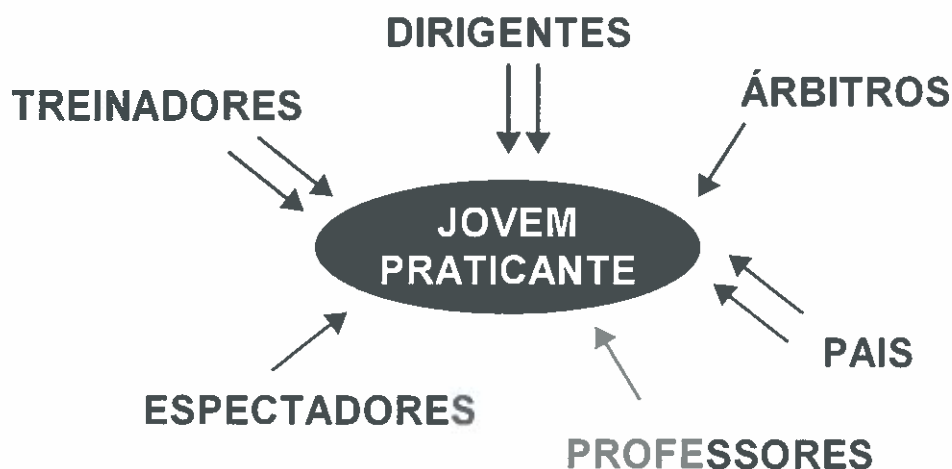 DIRIGENTES
TREINADORES
ÁRBITROS
JOVEM
PRATICANTE
PAIS
ESPECTADORES
PROFESSORES